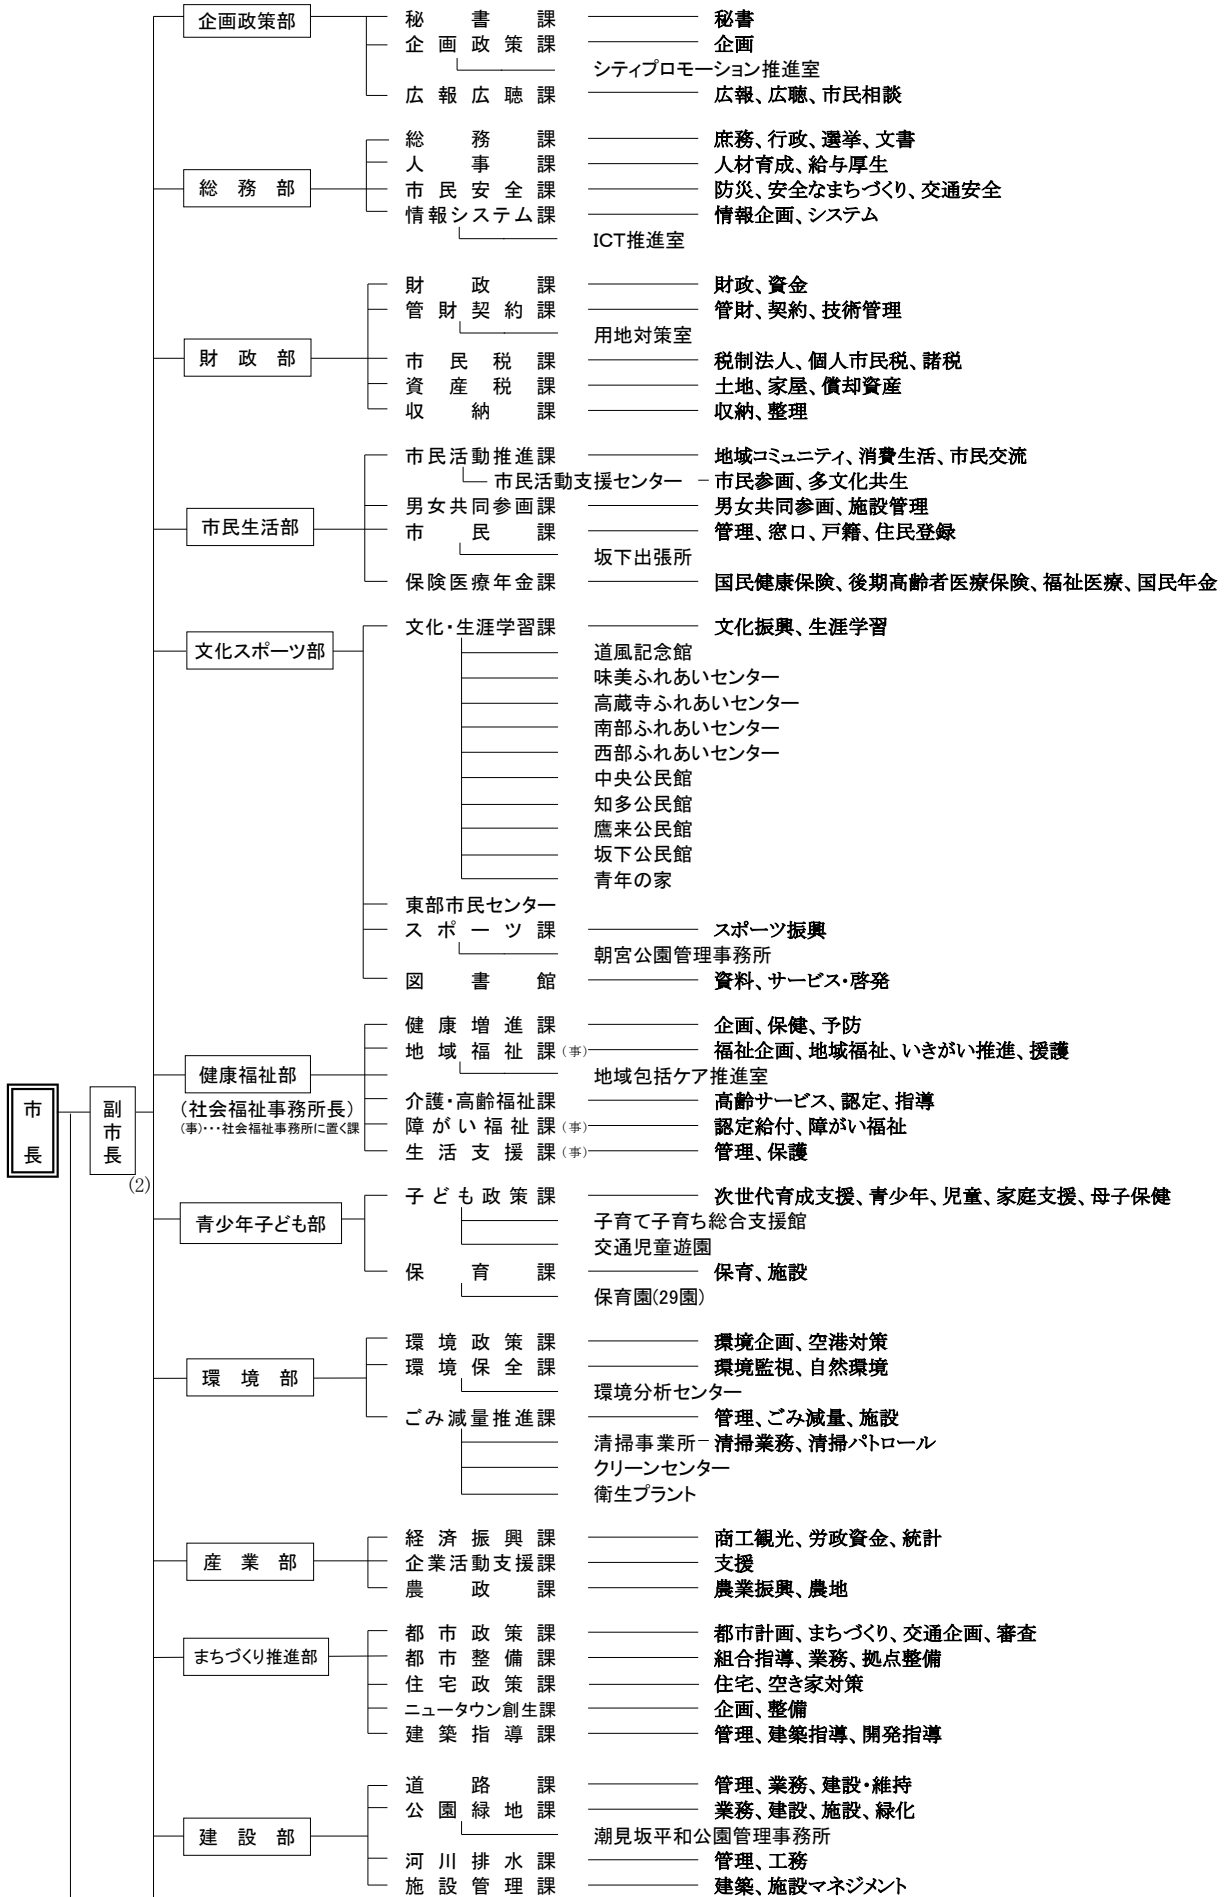 企画政策部 秘書課 秘書
企画政策課 企画
シティプロモーション推進室
広報広聴課 広報、広聴、市民相談
総務課 庶務、行政、選挙、文書
人事課 人材育成、給与厚生
総務部 市民安全課 防災、安全なまちづくり、交通安全
情報システム課 情報企画、システム
ICT推進室
財政課 財政、資金
管財契約課 管財、契約、技術管理
用地対策室
財政部 市民税課 税制法人、個人市民税、諸税
資産税課 土地、家屋、償却資産
収納課 収納、整理
市民活動推進課 地域コミュニティ、消費生活、市民交流
市民活動支援センター 市民参画、多文化共生
男女共同参画課 男女共同参画、施設管理
市民生活部 市民課 管理、窓口、戸籍、住民登録
坂下出張所
保険医療年金課 国民健康保険、後期高齢者医療保険、福祉医療、国民年金
文化・生涯学習課 文化振興、生涯学習
文化スポーツ部 道風記念館
味美ふれあいセンター
高蔵寺ふれあいセンター
南部ふれあいセンター
西部ふれあいセンター
中央公民館
知多公民館
鷹来公民館
坂下公民館
青年の家
東部市民センター
スポーツ課 スポーツ振興
朝宮公園管理事務所
図書館 資料、サービス・啓発
健康増進課 企画、保健、予防
地域福祉課(事) 福祉企画、地域福祉、いきがい推進、援護
健康福祉部 地域包括ケア推進室
(社会福祉事務所長) 介護・高齢福祉課 高齢サービス、認定、指導
(事)・・・社会福祉事務所に置く課 障がい福祉課(事) 認定給付、障がい福祉
生活支援課(事) 管理、保護
市長
副市長
(2)
子ども政策課 次世代育成支援、青少年、児童、家庭支援、母子保健
青少年子ども部 子育て子育ち総合支援館
交通児童遊園
保育課 保育、施設
保育園(29園)
環境政策課 環境企画、空港対策
環境保全課 環境監視、自然環境
環境部 環境分析センター
ごみ減量推進課 管理、ごみ減量、施設
清掃事業所 清掃業務、清掃パトロール
クリーンセンター
衛生プラント
経済振興課 商工観光、労政資金、統計
産業部 企業活動支援課 支援
農政課 農業振興、農地
都市政策課 都市計画、まちづくり、交通企画、審査
まちづくり推進部 都市整備課 組合指導、業務、拠点整備
住宅政策課 住宅、空き家対策
ニュータウン創生課 企画、整備
建築指導課 管理、建築指導、開発指導
道路課 管理、業務、建設・維持
公園緑地課 業務、建設、施設、緑化
建設部 潮見坂平和公園管理事務所
河川排水課 管理、工務
施設管理課 建築、施設マネジメント